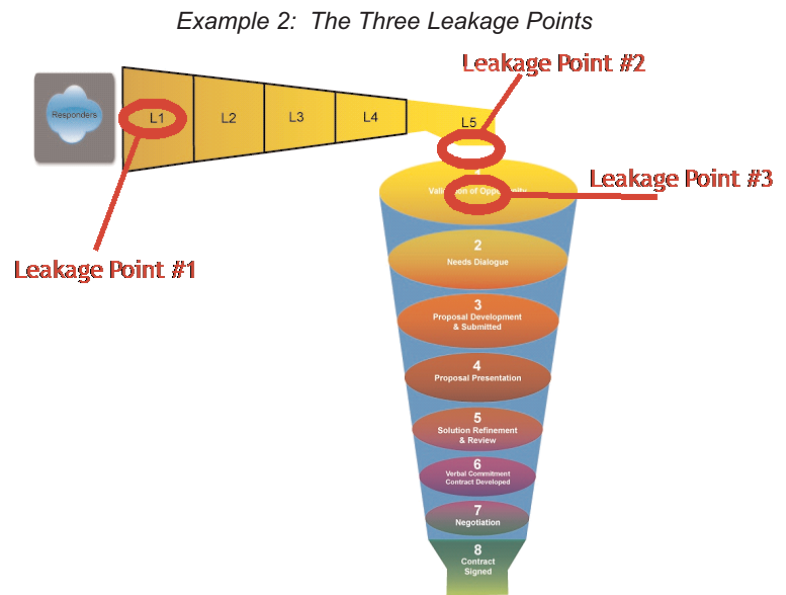 Example 2: The Three Leakage Points
Leakage Point #2
Responders
L1
L2
L3
L4
L5
Leakage Point #3
Leakage Point #1
2
Needs Dialogue
3
Proposal Development
& Submitted
4
Proposal Presentation
5
Solution Refinement
& Review
6
Verbal Commitment
Contract Developed
7
Negotiation
8
Contract
Signed